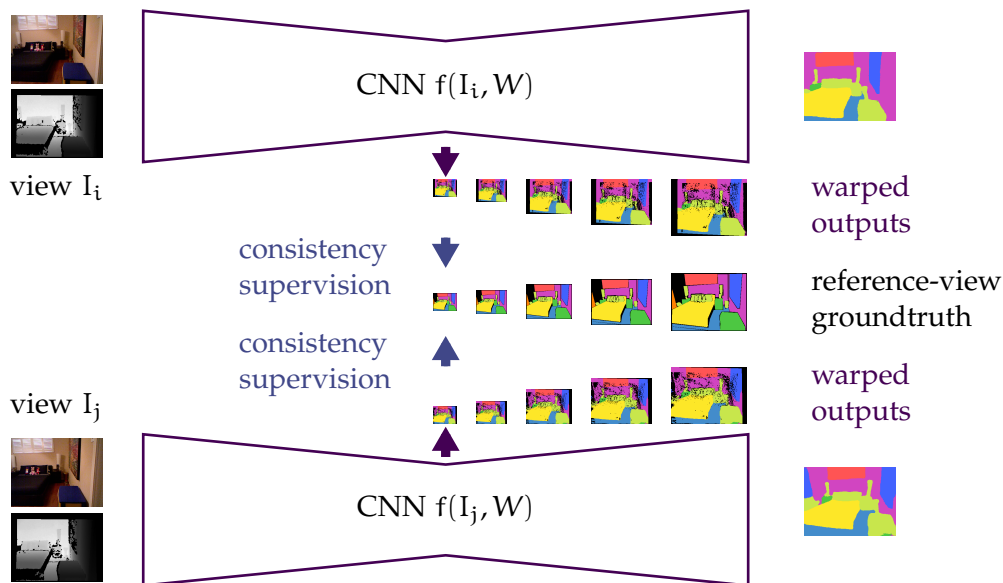 CNN f(I_i, W)
view I_i
warped
outputs
consistency
supervision
reference-view
groundtruth
consistency
supervision
warped
outputs
view I_j
CNN f(I_j, W)